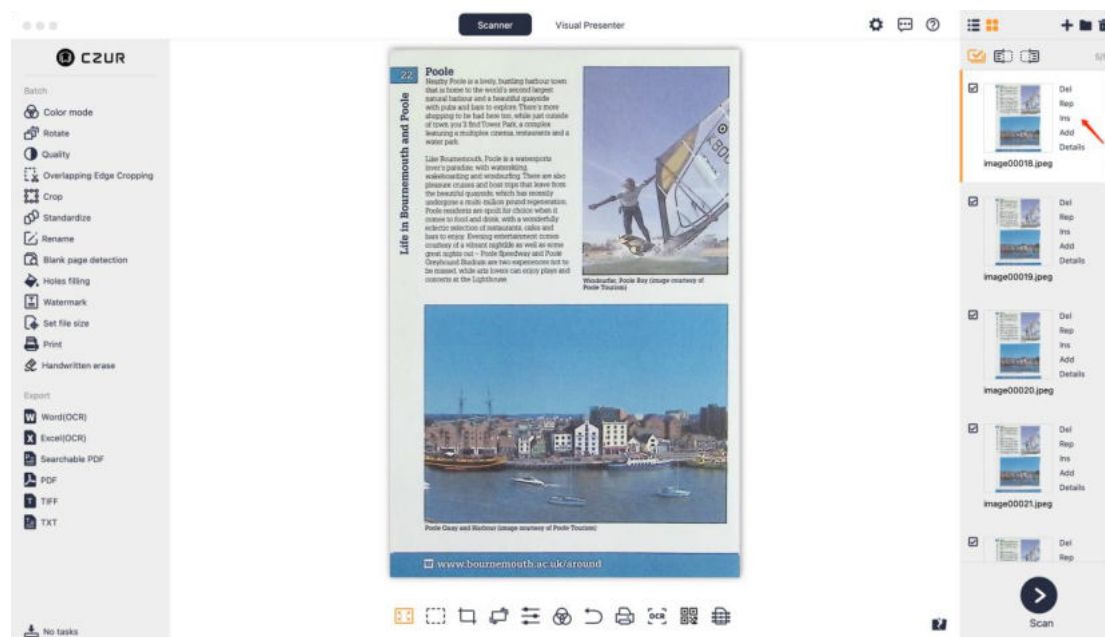 Scanner
Visual Presenter
CZUR
Batch
Color mode
Rotate
Quality
Overlapping Edge Cropping
Crop
Standardize
Rename
Blank page detection
Holes filling
Watermark
Set file size
Print
Handwritten erase
Export
W Word(OCR)
X Excel(OCR)
Searchable PDF
PDF
T TIFF
TXT
No tasks
22
Life in Bournemouth and Poole
Poole
Nearby Poole is a lovely, bustling harbour town
that is home to the world's second largest
natural harbour and a beautiful quayside
with pubs and bars to explore. There's more
shopping to be had here too, while just outside
of town you'll find Tower Park, a complex
featuring a multiplex cinema, restaurants and a
water park.
Like Bournemouth, Poole is a watersports
lover's paradise, with waterskiing,
wakeboarding and windsurfing. There are also
pleasure cruises and boat trips that leave from
the beautiful quayside, which has recently
undergone a multi-million pound regeneration.
Poole residents are spoilt for choice when it
comes to food and drink, with a wonderfully
eclectic selection of restaurants, cafes and
bars to enjoy. Evening entertainment comes
courtesy of a vibrant nightlife as well as some
great nights out – Poole Speedway and Poole
Greyhound Stadium are two experiences not to
be missed, while arts lovers can enjoy plays and
concerts at the Lighthouse.
Windsurfer, Poole Bay (image courtesy of
Poole Tourism)
Poole Quay and Harbour (image courtesy of Poole Tourism)
W www.bournemouth.ac.uk/around
OCR
Del
Rep
Ins
Add
Details
image00018.jpeg
Del
Rep
Ins
Add
Details
image00019.jpeg
Del
Rep
Ins
Add
Details
image00020.jpeg
Del
Rep
Ins
Add
Details
image00021.jpeg
Del
Rep
Scan